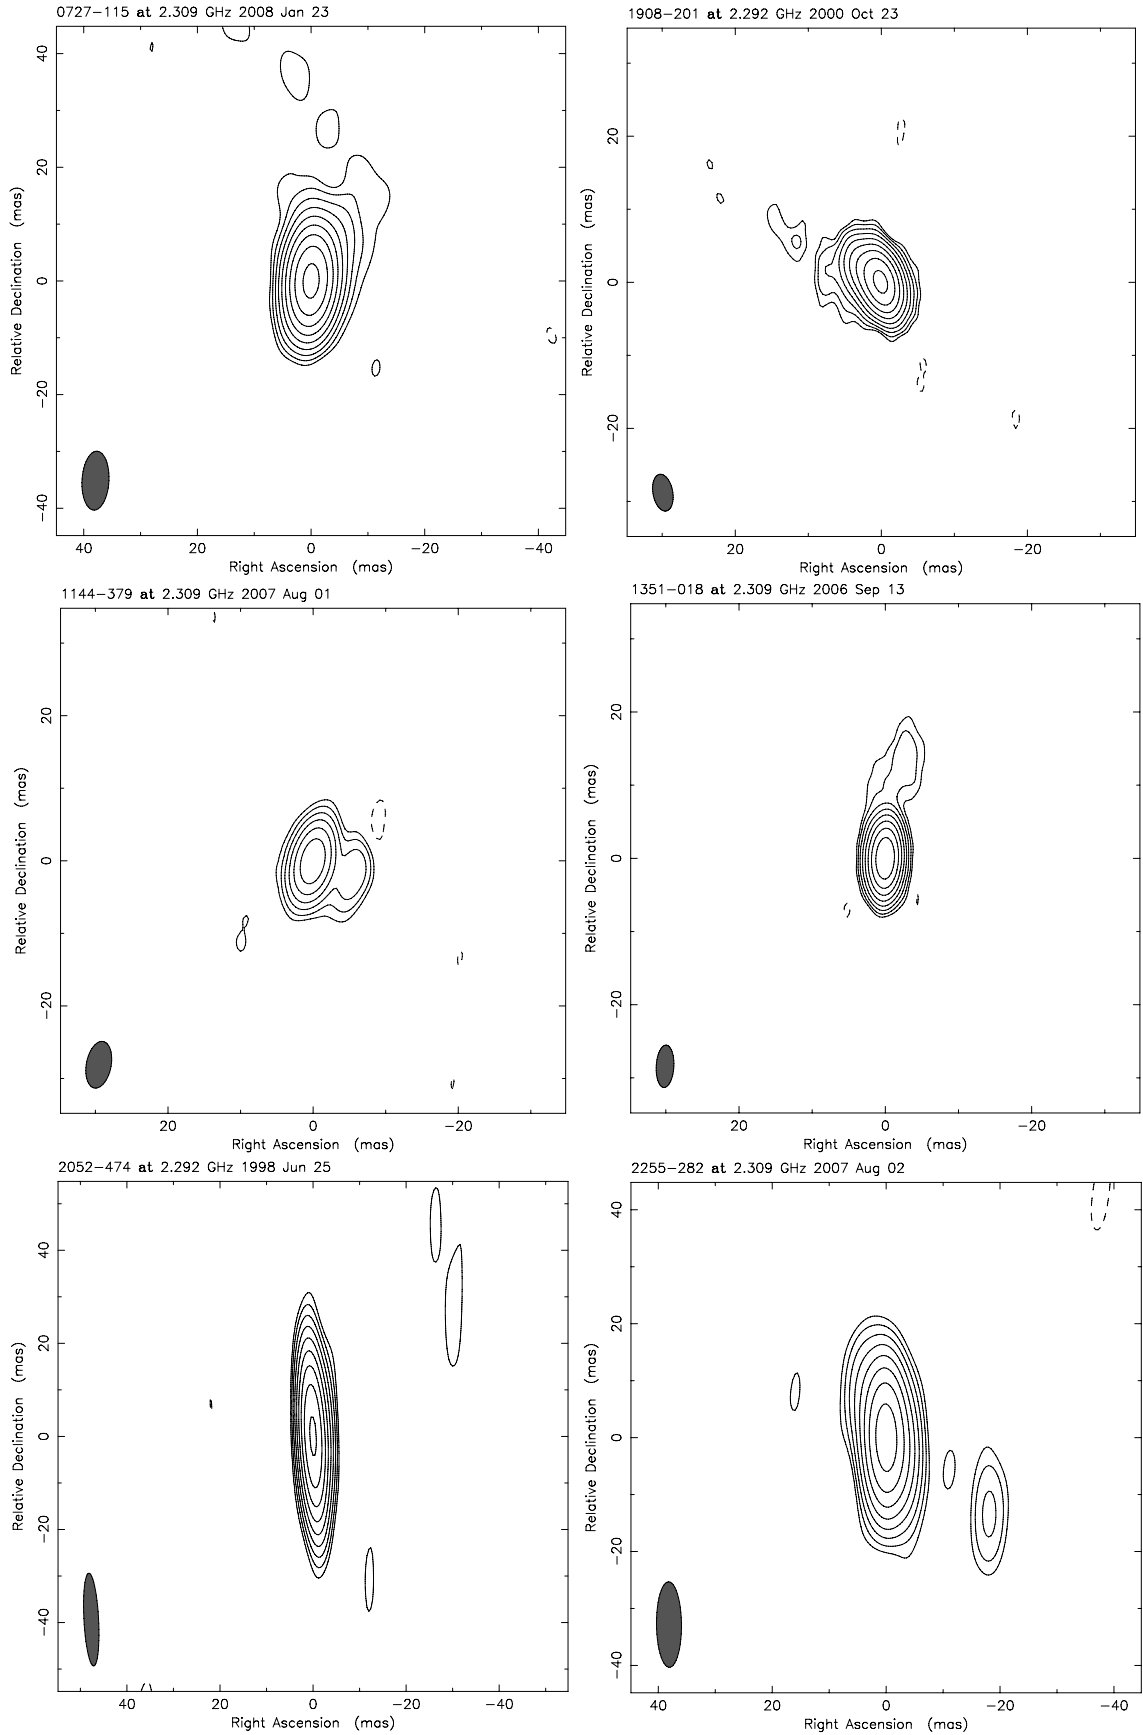 0727−115 at 2.309 GHz 2008 Jan 23
Relative Declination (mas)
40
20
0
−20
−40
40 20 0 −20 −40
Right Ascension (mas)
1908−201 at 2.292 GHz 2000 Oct 23
Relative Declination (mas)
20
0
−20
20 0 −20
Right Ascension (mas)
1144−379 at 2.309 GHz 2007 Aug 01
Relative Declination (mas)
20
0
−20
20 0 −20
Right Ascension (mas)
1351−018 at 2.309 GHz 2006 Sep 13
Relative Declination (mas)
20
0
−20
20 0 −20
Right Ascension (mas)
2052−474 at 2.292 GHz 1998 Jun 25
Relative Declination (mas)
40
20
0
−20
−40
40 20 0 −20 −40
Right Ascension (mas)
2255−282 at 2.309 GHz 2007 Aug 02
Relative Declination (mas)
40
20
0
−20
−40
40 20 0 −20 −40
Right Ascension (mas)